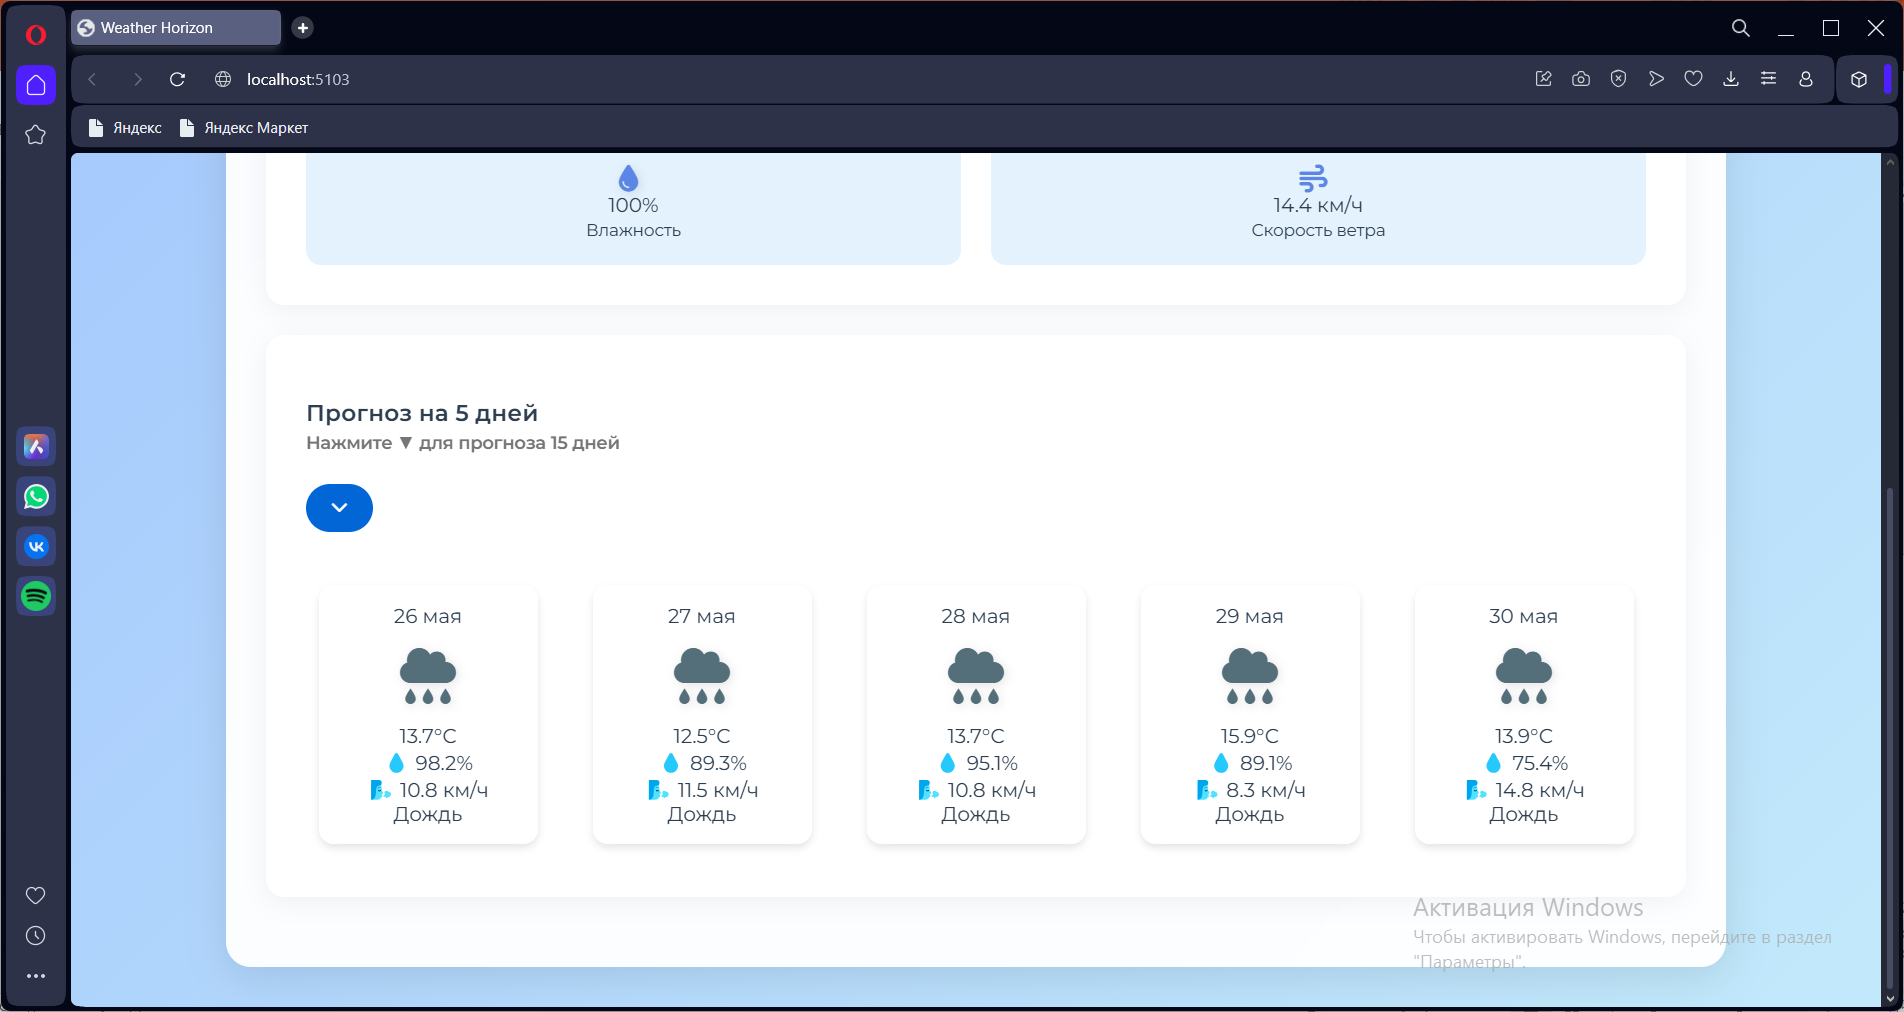 Weather Horizon
localhost:5103
Яндекс
Яндекс Маркет
100%
Влажность
14.4 км/ч
Скорость ветра
Прогноз на 5 дней
Нажмите ▼ для прогноза 15 дней
26 мая
13.7°C
98.2%
10.8 км/ч
Дождь
27 мая
12.5°C
89.3%
11.5 км/ч
Дождь
28 мая
13.7°C
95.1%
10.8 км/ч
Дождь
29 мая
15.9°C
89.1%
8.3 км/ч
Дождь
30 мая
13.9°C
75.4%
14.8 км/ч
Дождь
Активация Windows
Чтобы активировать Windows, перейдите в раздел
"Параметры".